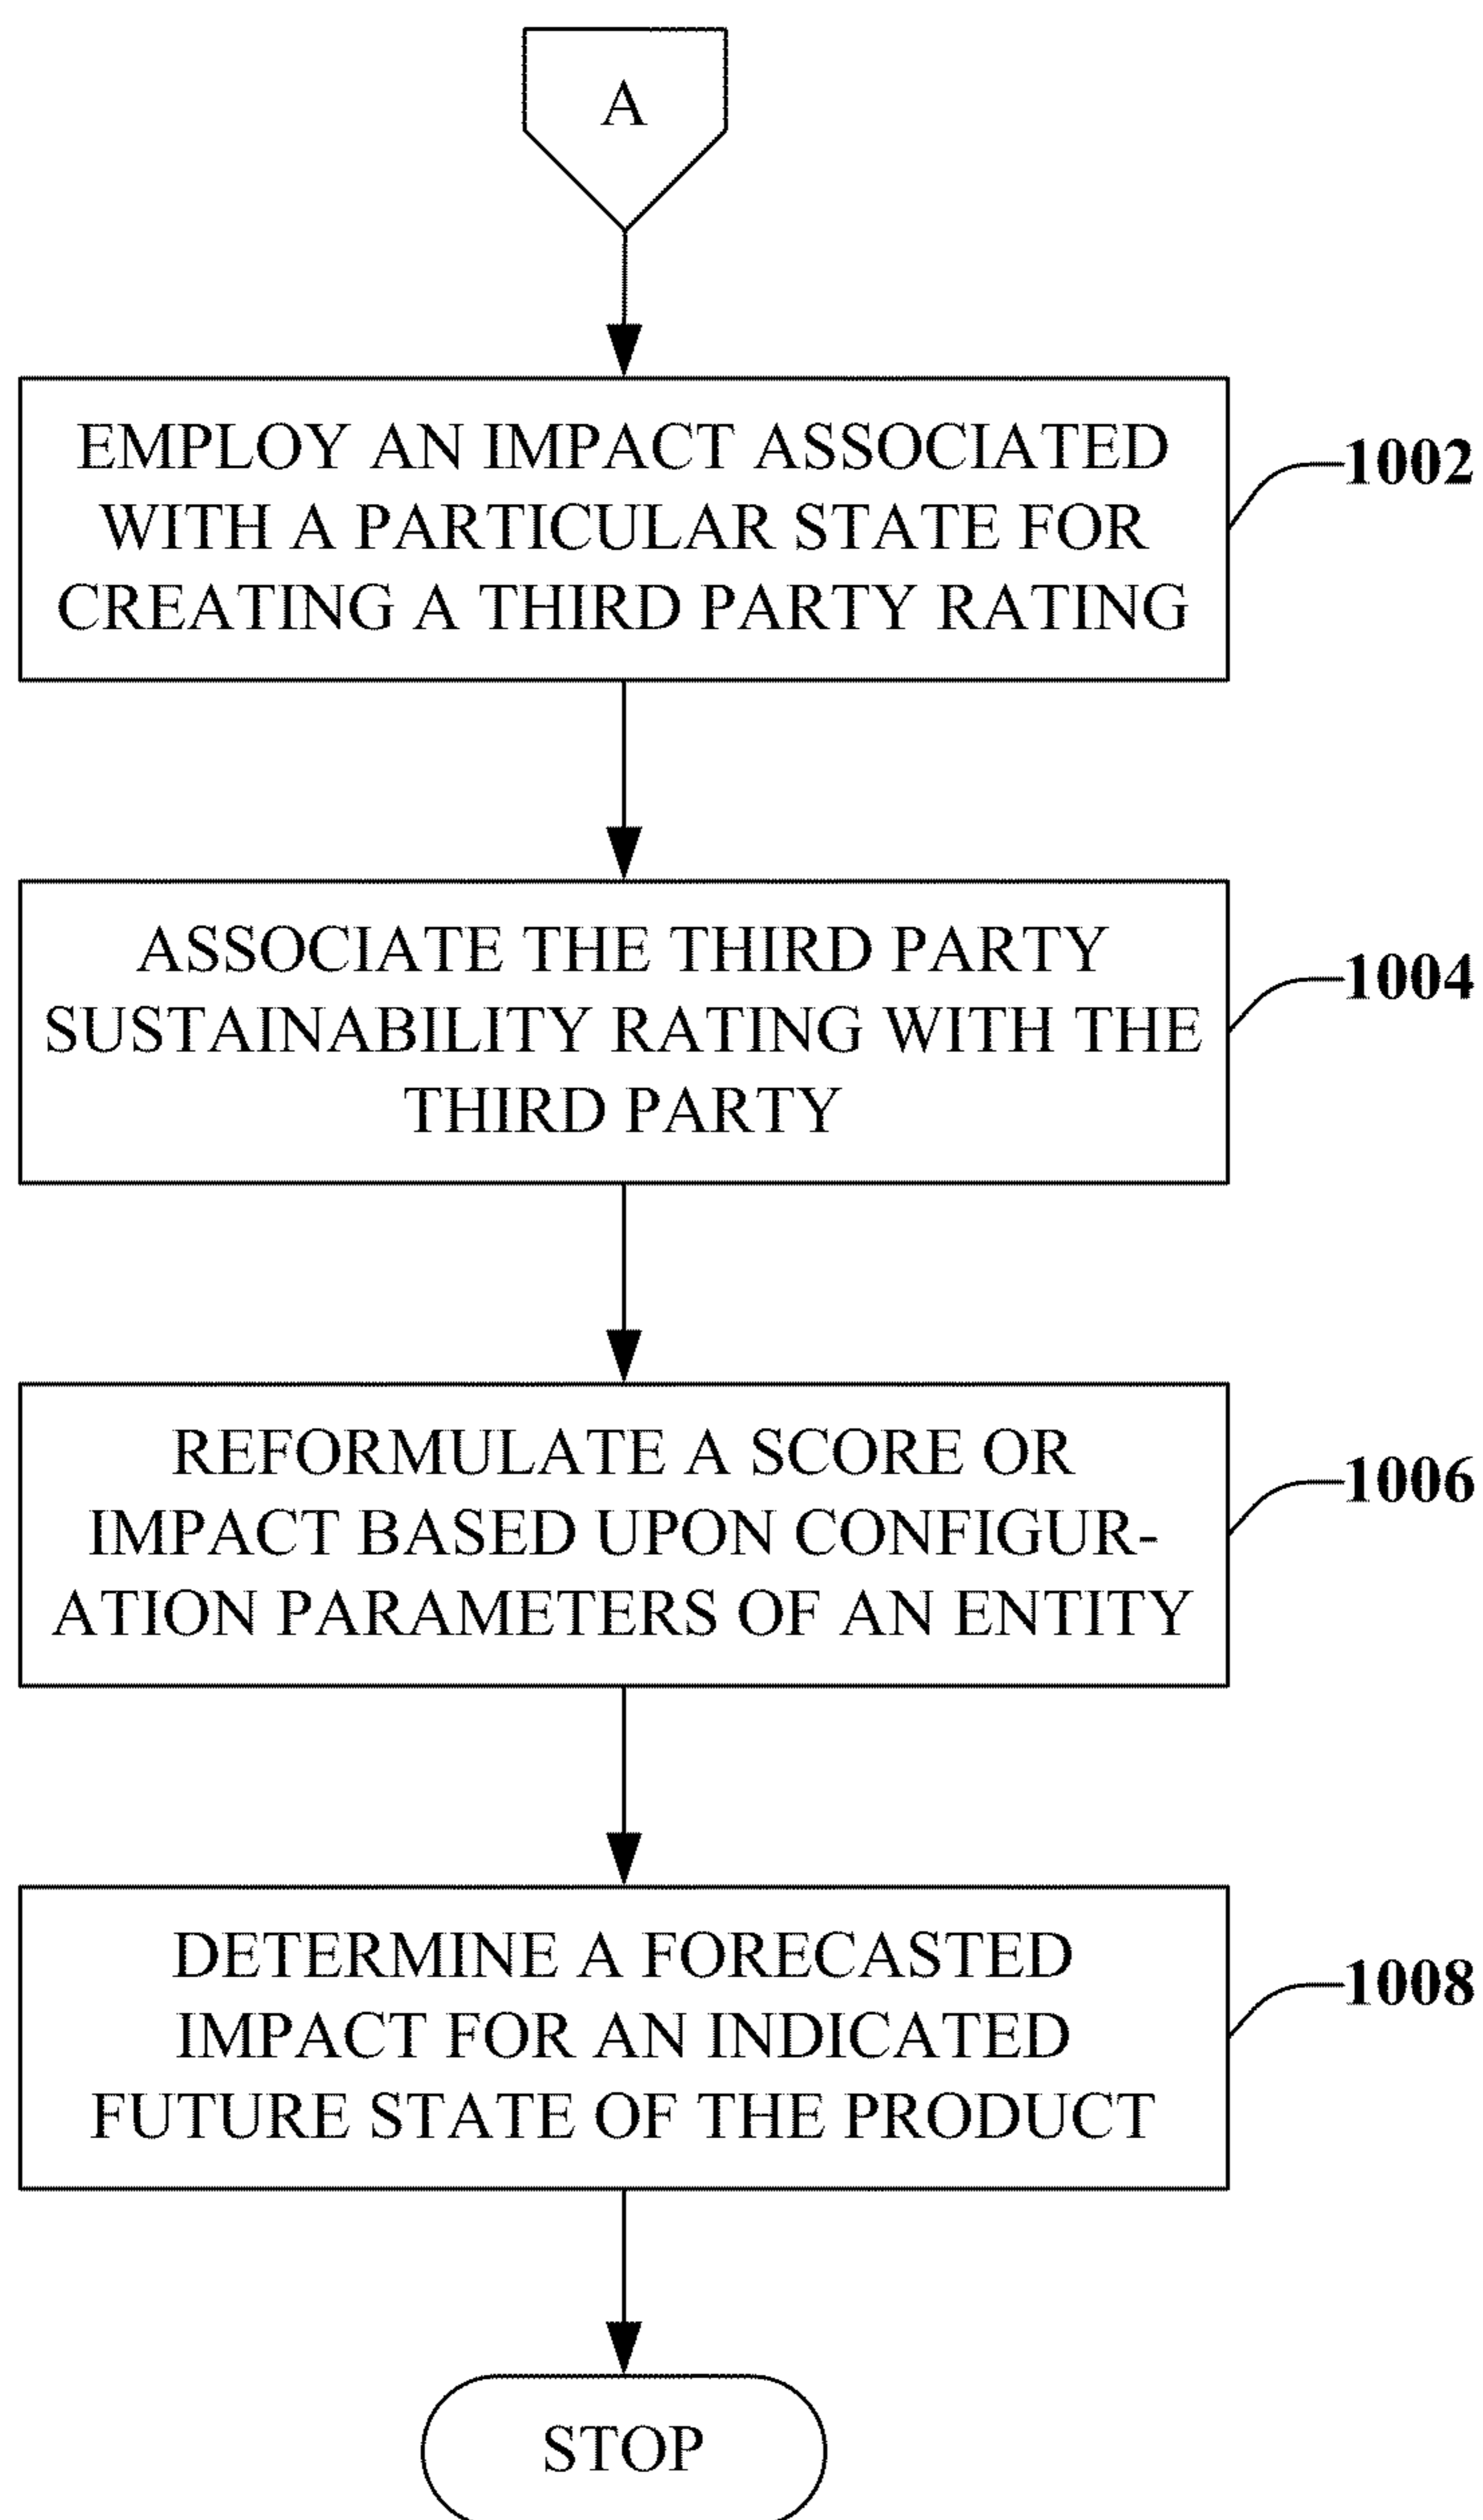 A
EMPLOY AN IMPACT ASSOCIATED
WITH A PARTICULAR STATE FOR
CREATING A THIRD PARTY RATING
1002
ASSOCIATE THE THIRD PARTY
SUSTAINABILITY RATING WITH THE
THIRD PARTY
1004
REFORMULATE A SCORE OR
IMPACT BASED UPON CONFIGUR-
ATION PARAMETERS OF AN ENTITY
1006
DETERMINE A FORECASTED
IMPACT FOR AN INDICATED
FUTURE STATE OF THE PRODUCT
1008
STOP